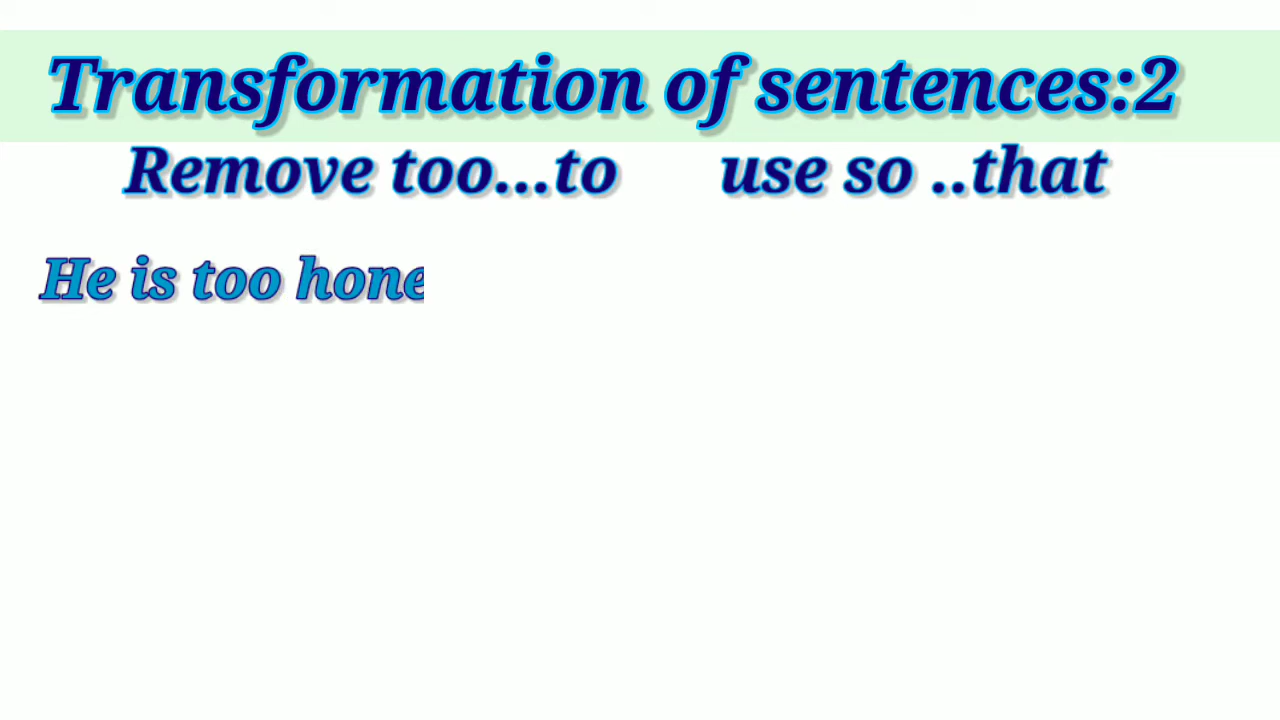 Transformation of sentences:2
Remove too...to use so ..that
He is too hone